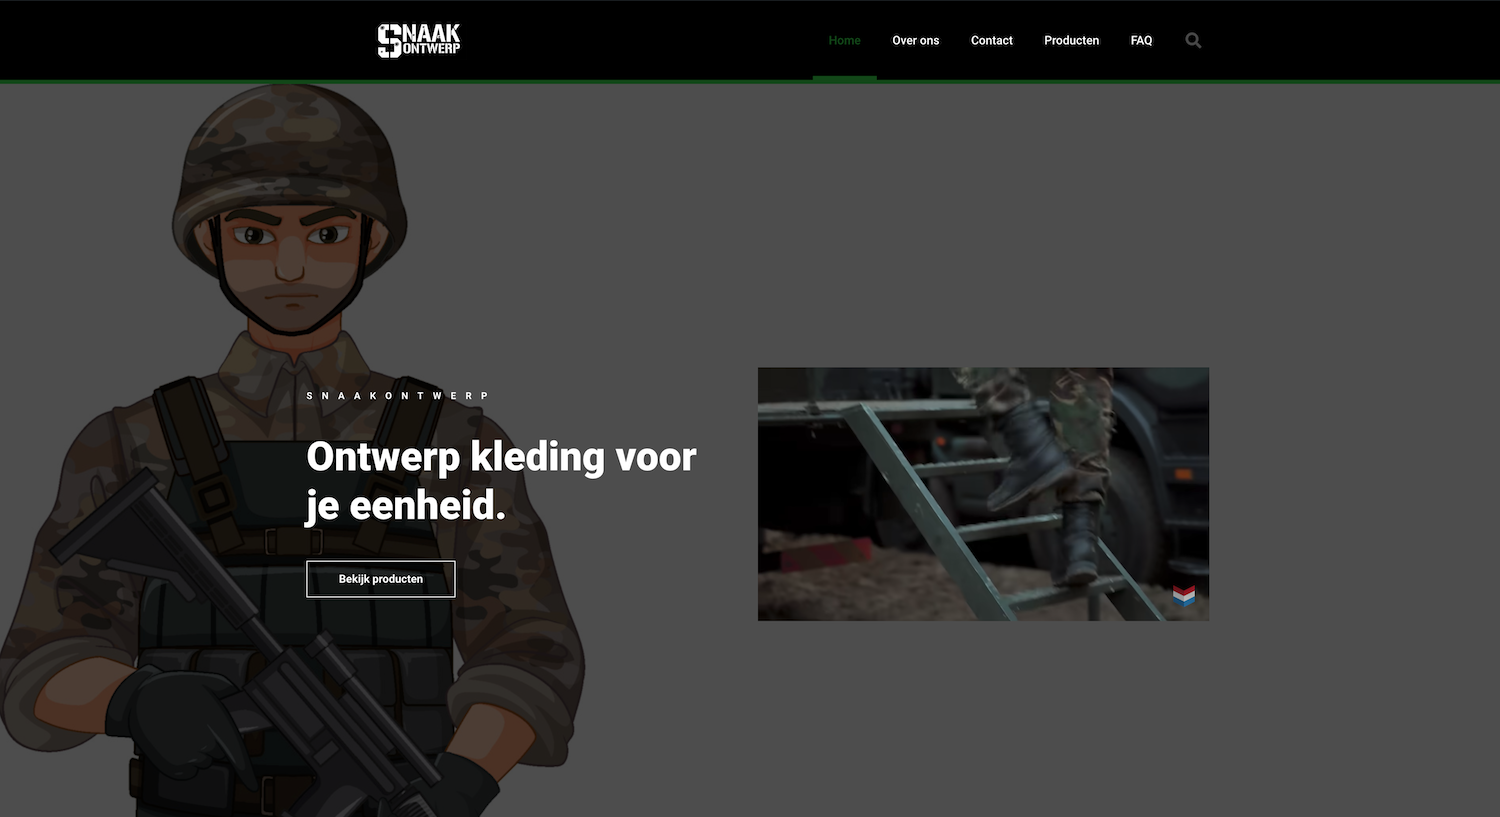 SNAAK
ONTWERP
Home
Over ons
Contact
Producten
FAQ
SNAAKONTWERP
Ontwerp kleding voor
je eenheid.
Bekijk producten